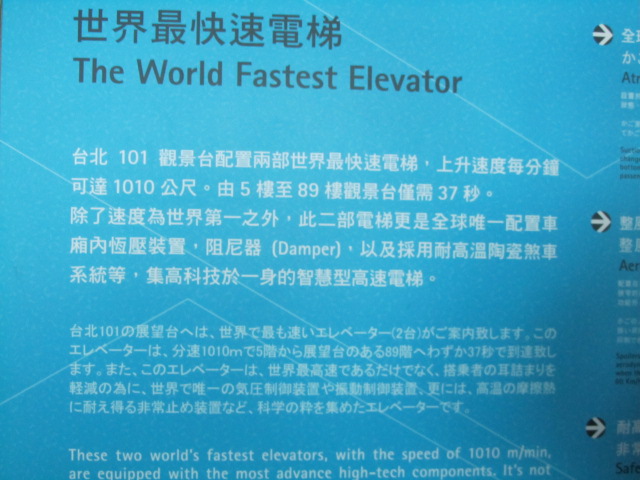 世界最快速電梯
The World Fastest Elevator
台北 101 觀景台配置兩部世界最快速電梯，上升速度每分鐘
可達 1010 公尺。由 5 樓至 89 樓觀景台僅需 37 秒。
除了速度為世界第一之外，此二部電梯更是全球唯一配置車
廂內恆壓裝置，阻尼器 (Damper)，以及採用耐高溫陶瓷煞車
系統等，集高科技於一身的智慧型高速電梯。
台北101の展望台へは、世界で最も速いエレベーター(2台)がご案内致します。この
エレベーターは、分速1010mで5階から展望台のある89階へわずか37秒で到達致し
ます。また、このエレベーターは、世界最高速であるだけでなく、搭乗者の耳詰まりを
軽減の為に、世界で唯一の気圧制御装置や振動制御装置、更には、高温の摩擦熱
に耐え得る非常止め装置など、科学の粋を集めたエレベーターです。
These two world's fastest elevators, with the speed of 1010 m/min,
are equipped with the most advance high-tech components. It's not
全球
か、
Atr
整
整
Aer
耐高
非常
Safe